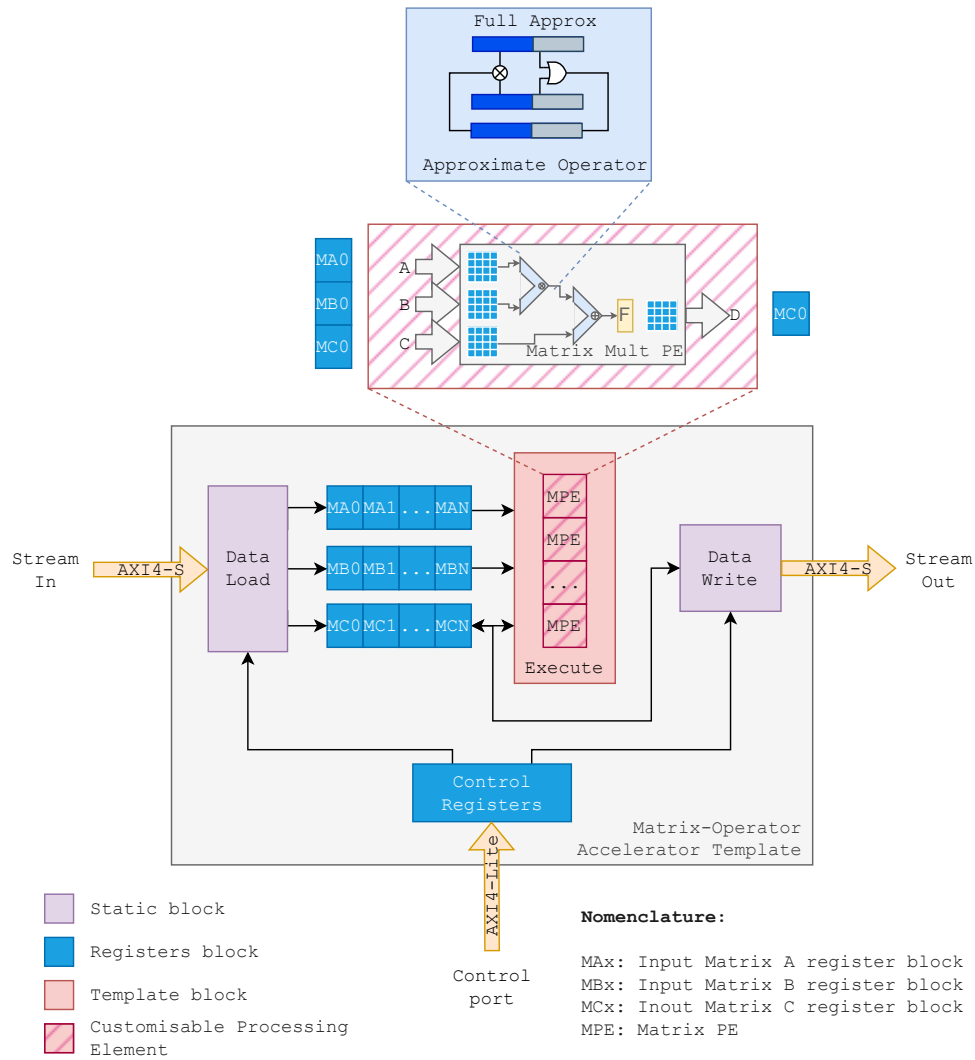 Full Approx
Approximate Operator
MA0
MB0
MC0
A
B
C
F
D
Matrix Mult PE
MC0
Stream
In
AXI4-S
Data
Load
MA0 MA1 ... MAN
MB0 MB1 ... MBN
MC0 MC1 ... MCN
MPE
MPE
...
MPE
Execute
Data
Write
AXI4-S
Stream
Out
Control
Registers
Matrix-Operator
Accelerator Template
AXI4-Lite
Control
port
Static block
Registers block
Template block
Customisable Processing
Element
Nomenclature:
MAx: Input Matrix A register block
MBx: Input Matrix B register block
MCx: Inout Matrix C register block
MPE: Matrix PE